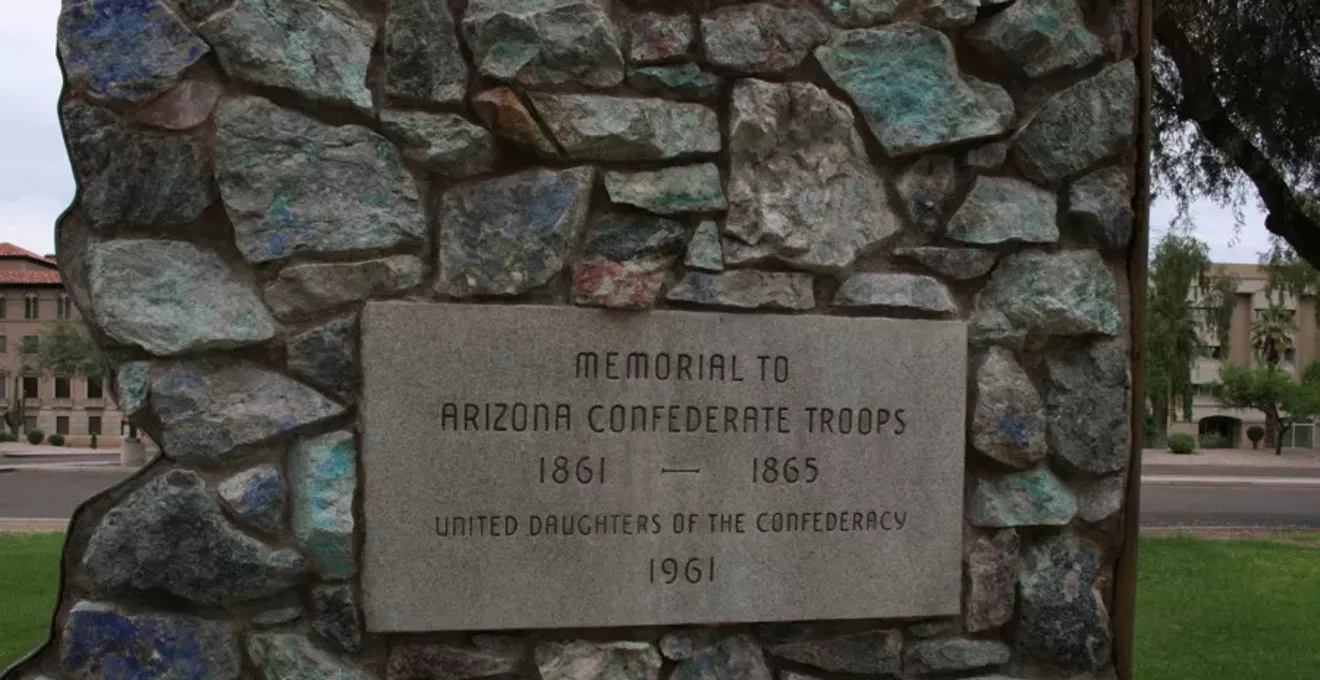 MEMORIAL TO
ARIZONA CONFEDERATE TROOPS
1861 — 1865
UNITED DAUGHTERS OF THE CONFEDERACY
1961